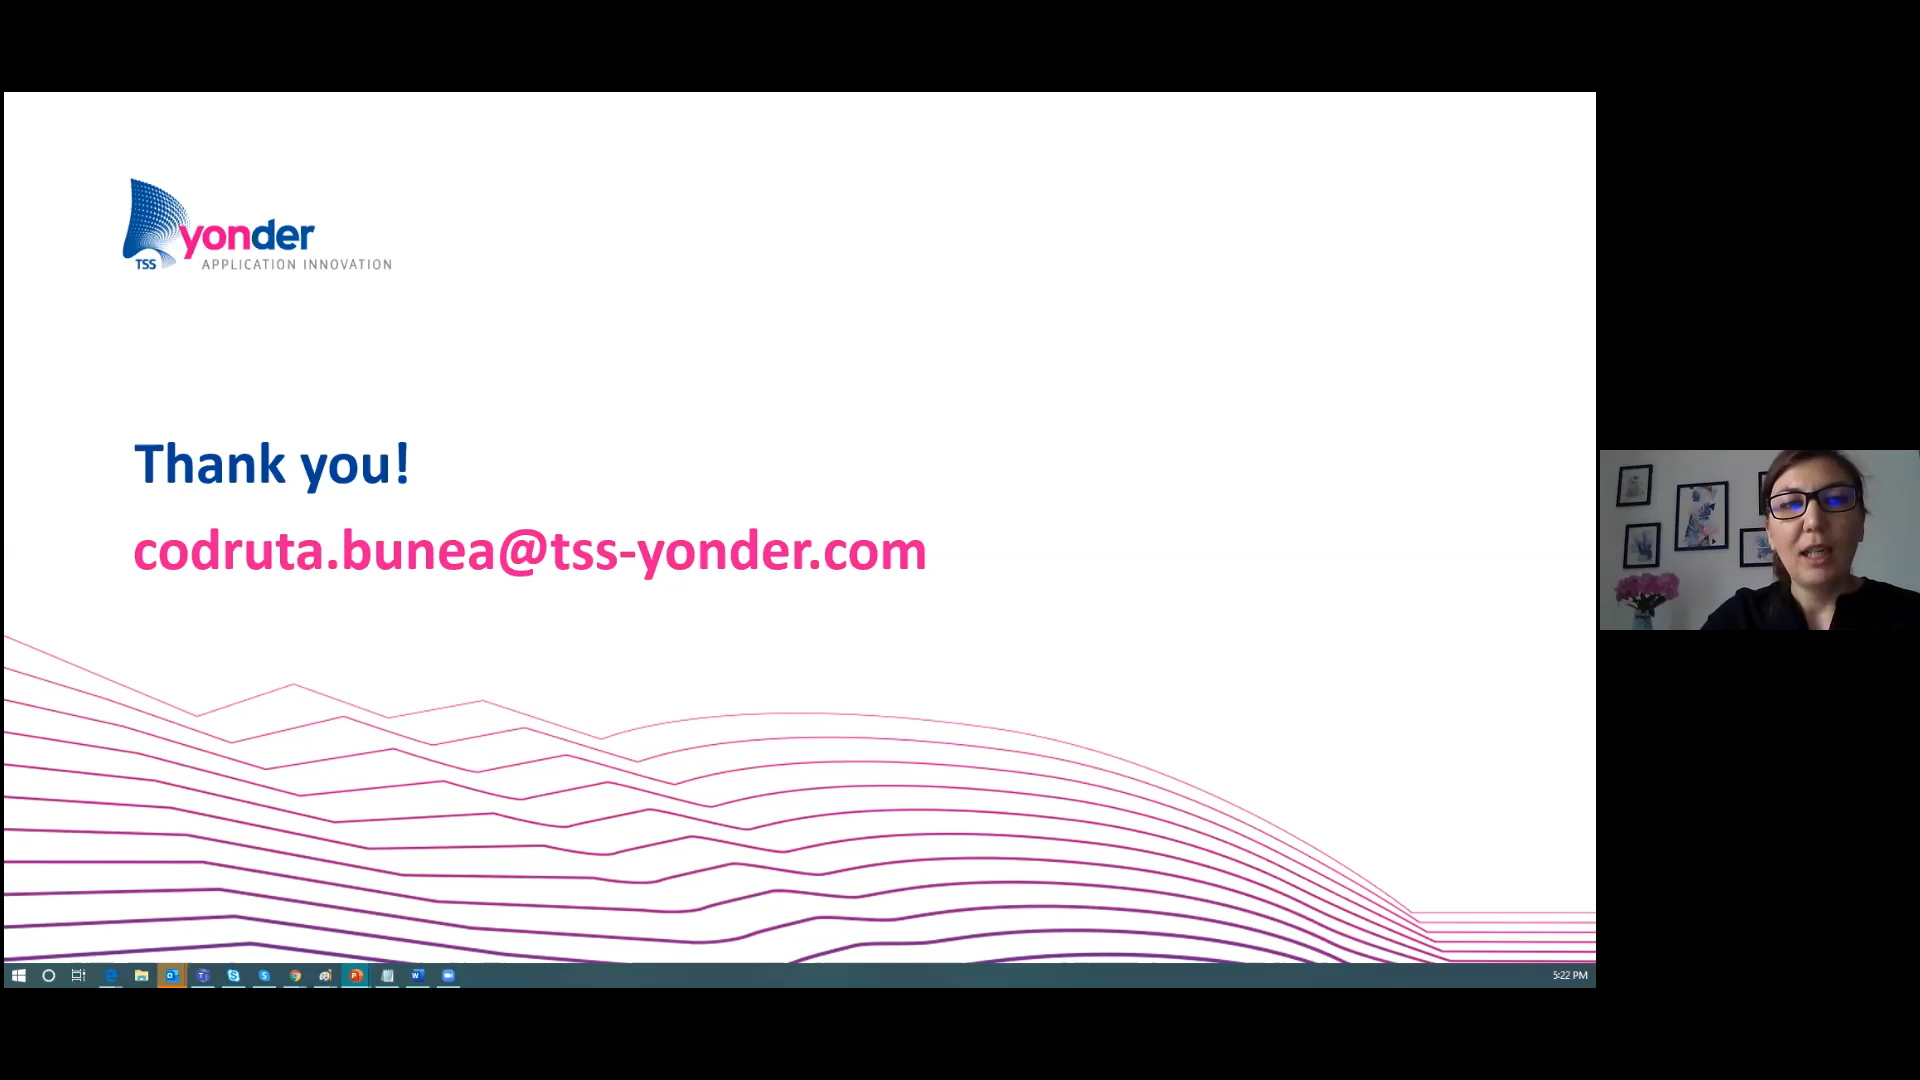 yonder
TSS
APPLICATION INNOVATION
Thank you!
codruta.bunea@tss-yonder.com
5:22 PM